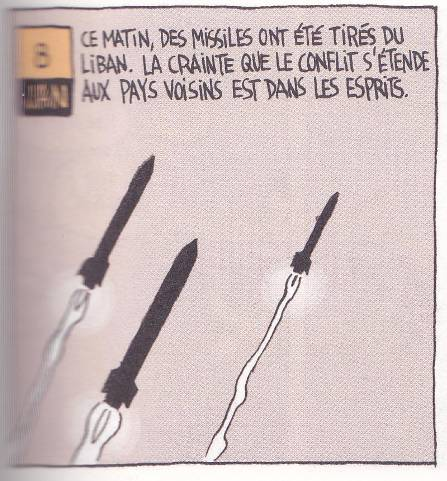 8
CE MATIN, DES MISSILES ONT ÉTÉ TIRÉS DU
LIBAN. LA CRAINTE QUE LE CONFLIT S'ÉTENDE
AUX PAYS VOISINS EST DANS LES ESPRITS.